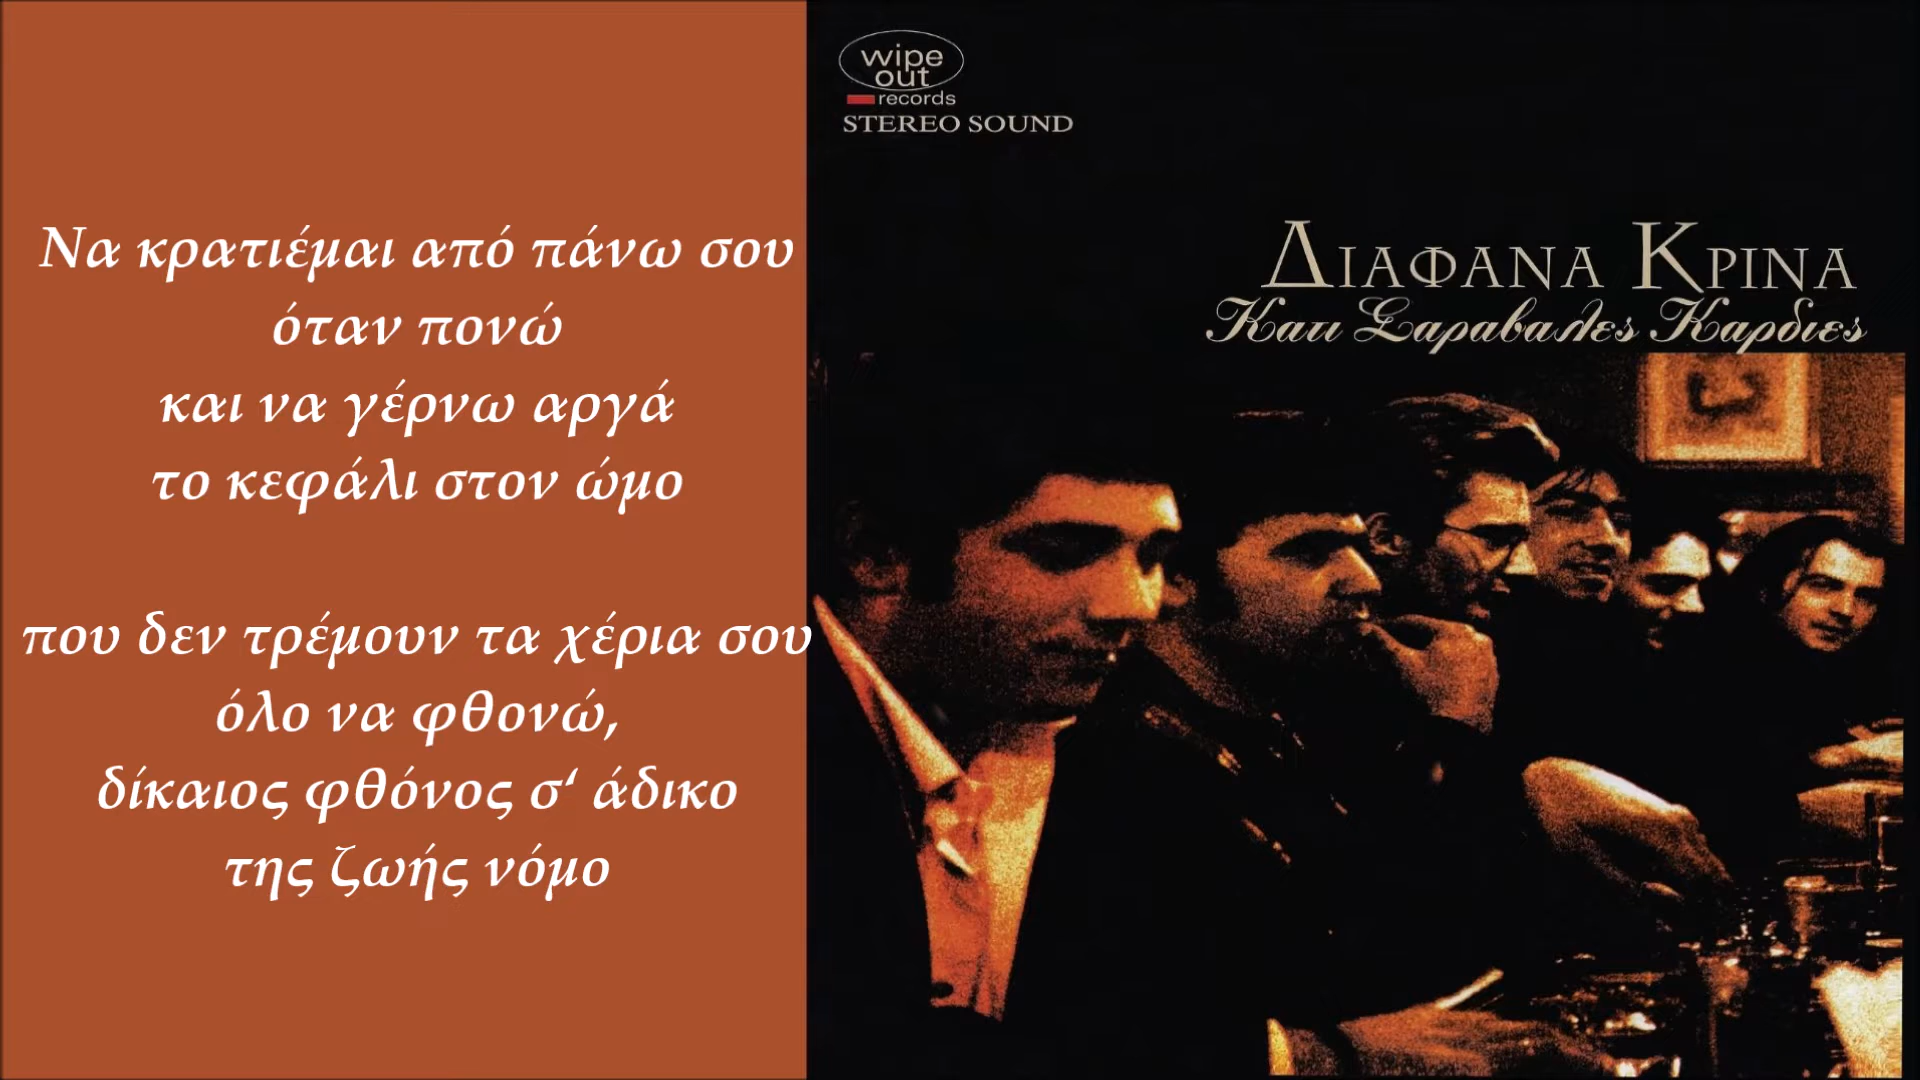 Να κρατιέμαι από πάνω σου
όταν πονώ
και να γέρνω αργά
το κεφάλι στον ώμο
που δεν τρέμουν τα χέρια σου
όλο να φθονώ,
δίκαιος φθόνος σ‘ άδικο
της ζωής νόμο
wipe
out
records
STEREO SOUND
ΔΙΑΦΑΝΑ ΚΡΙΝΑ
Κατι Σαραβαλες Καρδιες